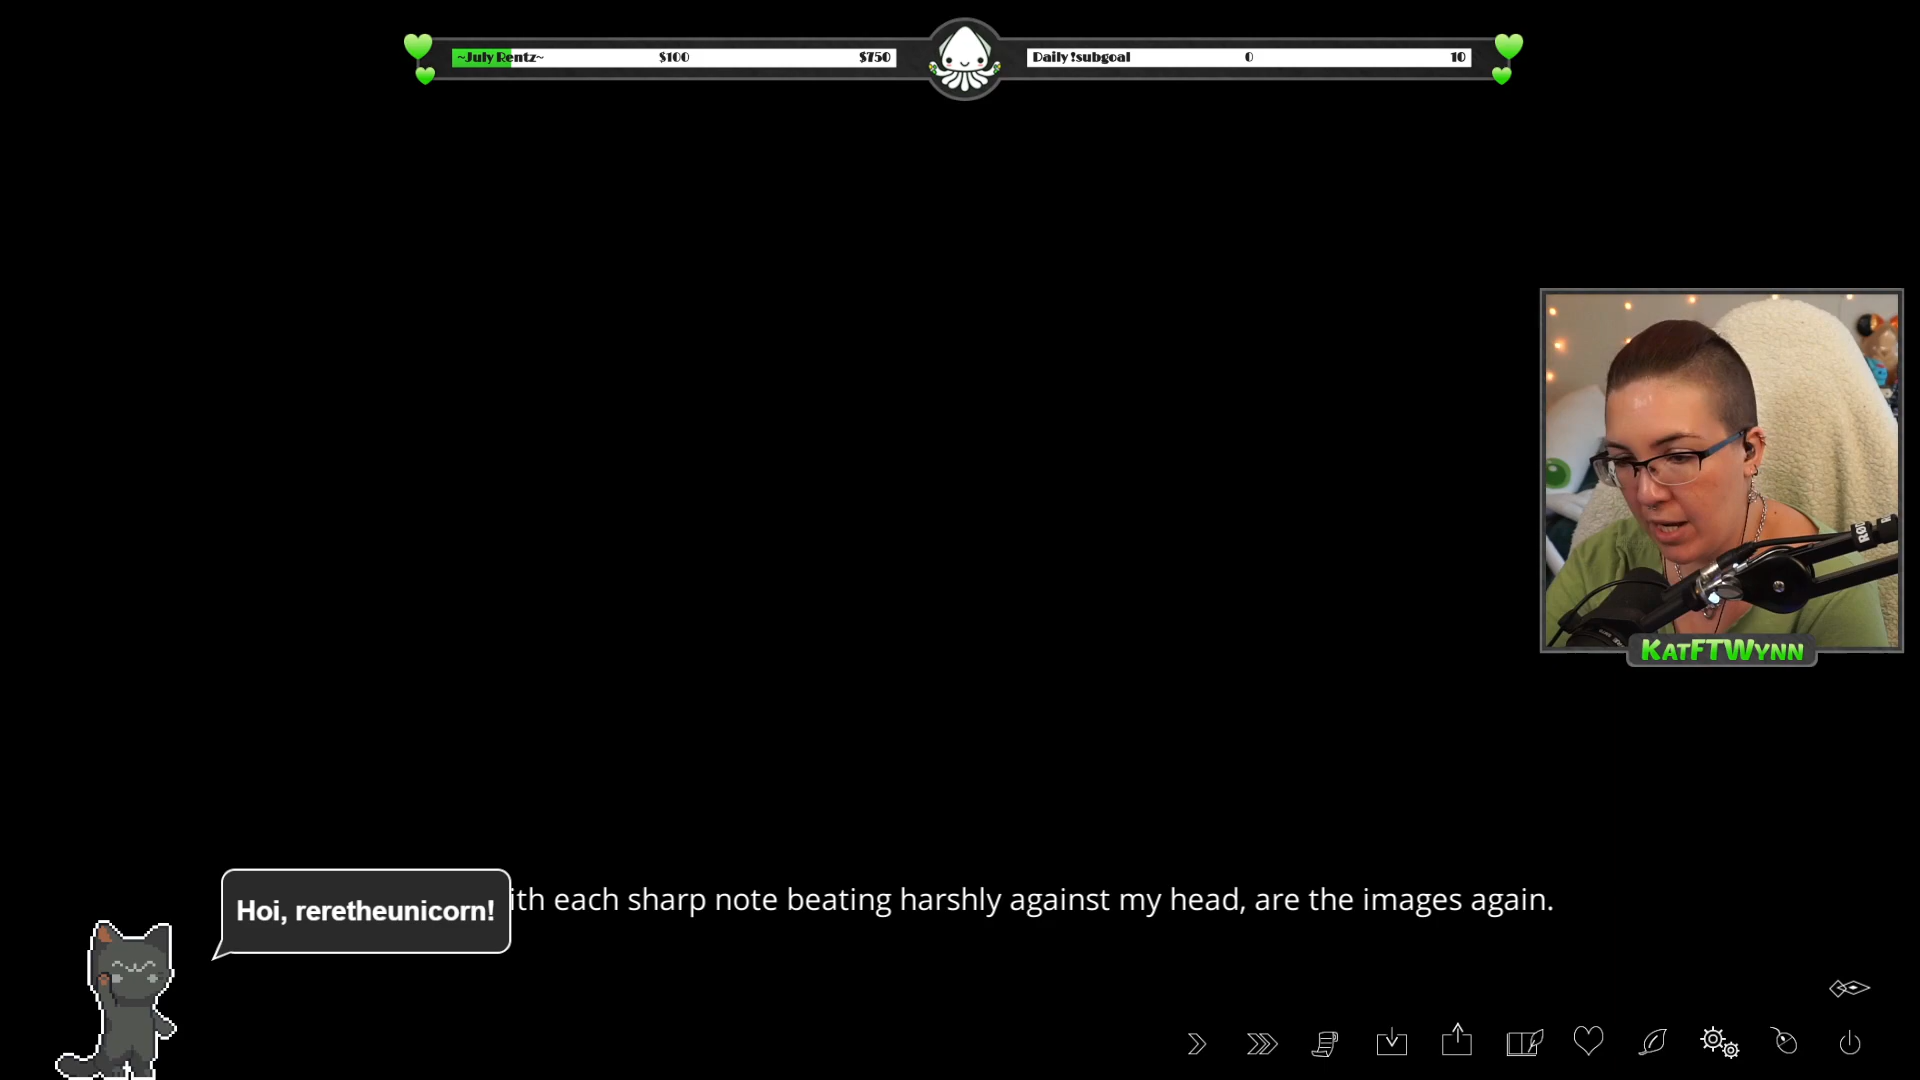 ~July Rentz~ $100 $750
Daily !subgoal 0 10
RØ
KATFTWYNN
Hoi, reretheunicorn!
ith each sharp note beating harshly against my head, are the images again.